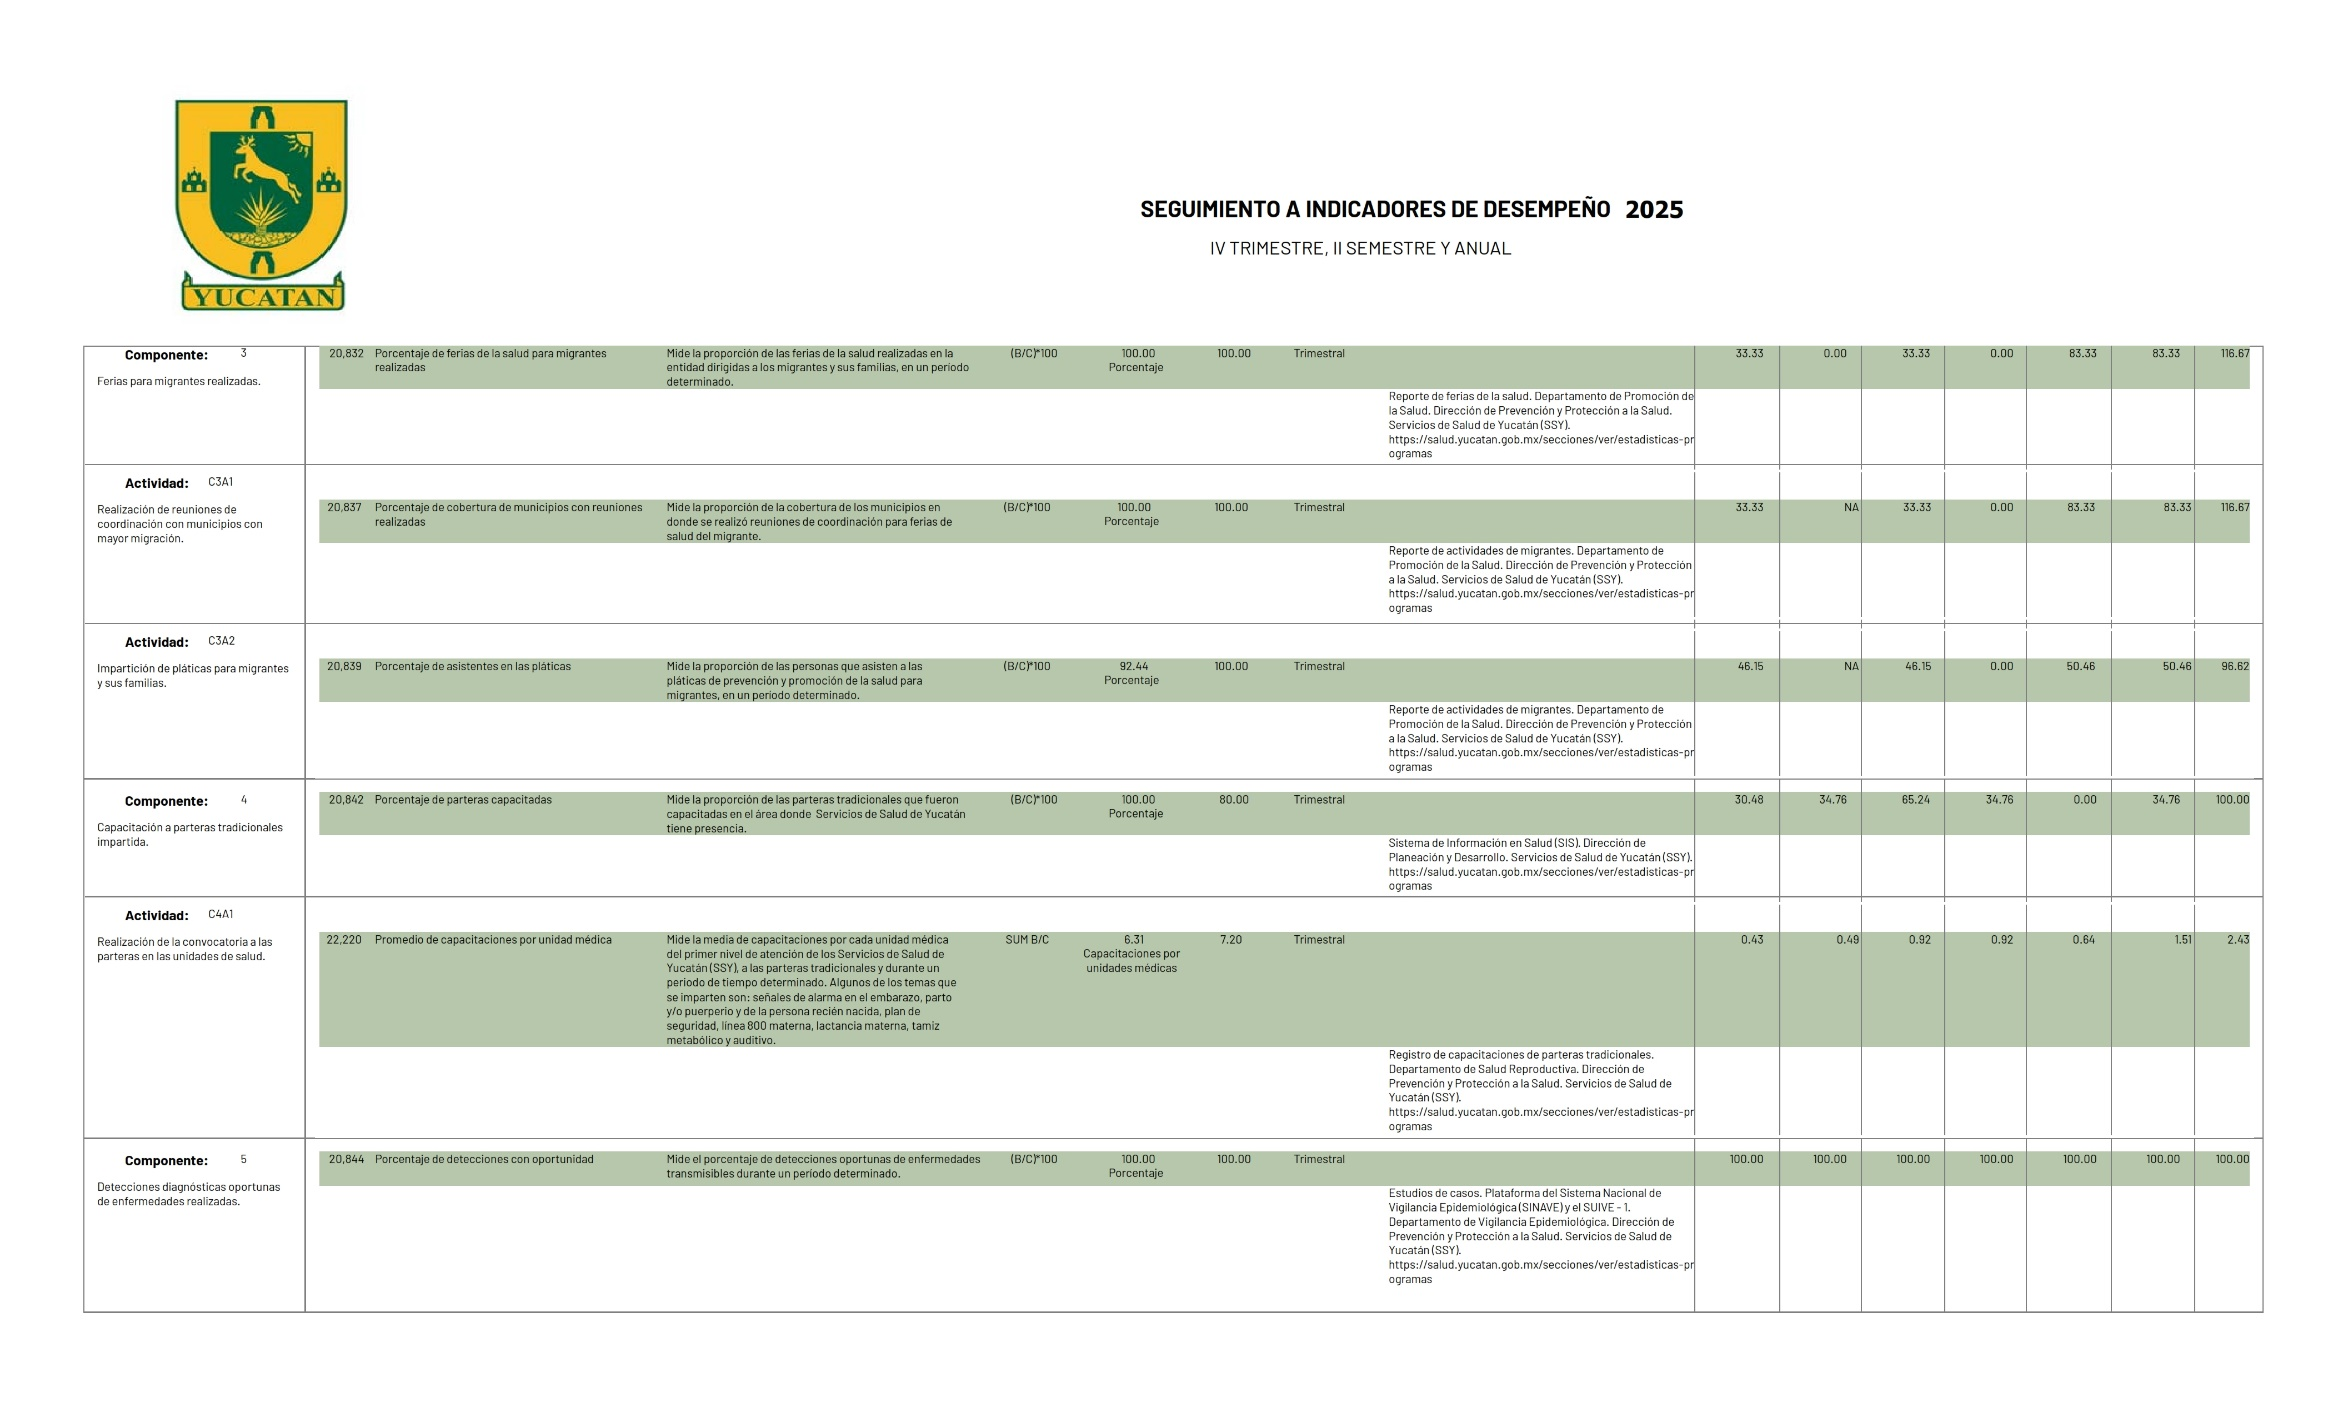 YUCATAN
SEGUIMIENTO A INDICADORES DE DESEMPEÑO 2025
IV TRIMESTRE, II SEMESTRE Y ANUAL
Componente: 3
Ferias para migrantes realizadas.
20,832 Porcentaje de ferias de la salud para migrantes Mide la proporción de las ferias de la salud realizadas en la (B/C)*100 100.00 100.00 Trimestral 33.33 0.00 33.33 0.00 83.33 83.33 116.67
realizadas entidad dirigidas a los migrantes y sus familias, en un período Porcentaje
determinado.
Reporte de ferias de la salud. Departamento de Promoción de
la Salud. Dirección de Prevención y Protección a la Salud.
Servicios de Salud de Yucatán (SSY).
https://salud.yucatan.gob.mx/secciones/ver/estadisticas-pr
ogramas
Actividad: C3A1
Realización de reuniones de
coordinación con municipios con
mayor migración.
20,837 Porcentaje de cobertura de municipios con reuniones Mide la proporción de la cobertura de los municipios en (B/C)*100 100.00 100.00 Trimestral 33.33 NA 33.33 0.00 83.33 83.33 116.67
realizadas donde se realizó reuniones de coordinación para ferias de Porcentaje
salud del migrante.
Reporte de actividades de migrantes. Departamento de
Promoción de la Salud. Dirección de Prevención y Protección
a la Salud. Servicios de Salud de Yucatán (SSY).
https://salud.yucatan.gob.mx/secciones/ver/estadisticas-pr
ogramas
Actividad: C3A2
Impartición de pláticas para migrantes
y sus familias.
20,839 Porcentaje de asistentes en las pláticas Mide la proporción de las personas que asisten a las (B/C)*100 92.44 100.00 Trimestral 46.15 NA 46.15 0.00 50.46 50.46 96.62
pláticas de prevención y promoción de la salud para Porcentaje
migrantes, en un período determinado.
Reporte de actividades de migrantes. Departamento de
Promoción de la Salud. Dirección de Prevención y Protección
a la Salud. Servicios de Salud de Yucatán (SSY).
https://salud.yucatan.gob.mx/secciones/ver/estadisticas-pr
ogramas
Componente: 4
Capacitación a parteras tradicionales
impartida.
20,842 Porcentaje de parteras capacitadas Mide la proporción de las parteras tradicionales que fueron (B/C)*100 100.00 80.00 Trimestral 30.48 34.76 65.24 34.76 0.00 34.76 100.00
capacitadas en el área donde Servicios de Salud de Yucatán Porcentaje
tiene presencia.
Sistema de Información en Salud (SIS). Dirección de
Planeación y Desarrollo. Servicios de Salud de Yucatán (SSY).
https://salud.yucatan.gob.mx/secciones/ver/estadisticas-pr
ogramas
Actividad: C4A1
Realización de la convocatoria a las
parteras en las unidades de salud.
22,220 Promedio de capacitaciones por unidad médica Mide la media de capacitaciones por cada unidad médica SUM B/C 6.31 7.20 Trimestral 0.43 0.49 0.92 0.92 0.64 1.51 2.43
del primer nivel de atención de los Servicios de Salud de Capacitaciones por
Yucatán (SSY), a las parteras tradicionales y durante un unidades médicas
periodo de tiempo determinado. Algunos de los temas que
se imparten son: señales de alarma en el embarazo, parto
y/o puerperio y de la persona recién nacida, plan de
seguridad, línea 800 materna, lactancia materna, tamiz
metabólico y auditivo.
Registro de capacitaciones de parteras tradicionales.
Departamento de Salud Reproductiva. Dirección de
Prevención y Protección a la Salud. Servicios de Salud de
Yucatán (SSY).
https://salud.yucatan.gob.mx/secciones/ver/estadisticas-pr
ogramas
Componente: 5
Detecciones diagnósticas oportunas
de enfermedades realizadas.
20,844 Porcentaje de detecciones con oportunidad Mide el porcentaje de detecciones oportunas de enfermedades (B/C)*100 100.00 100.00 Trimestral 100.00 100.00 100.00 100.00 100.00 100.00 100.00
transmisibles durante un período determinado. Porcentaje
Estudios de casos. Plataforma del Sistema Nacional de
Vigilancia Epidemiológica (SINAVE) y el SUIVE - 1.
Departamento de Vigilancia Epidemiológica. Dirección de
Prevención y Protección a la Salud. Servicios de Salud de
Yucatán (SSY).
https://salud.yucatan.gob.mx/secciones/ver/estadisticas-pr
ogramas